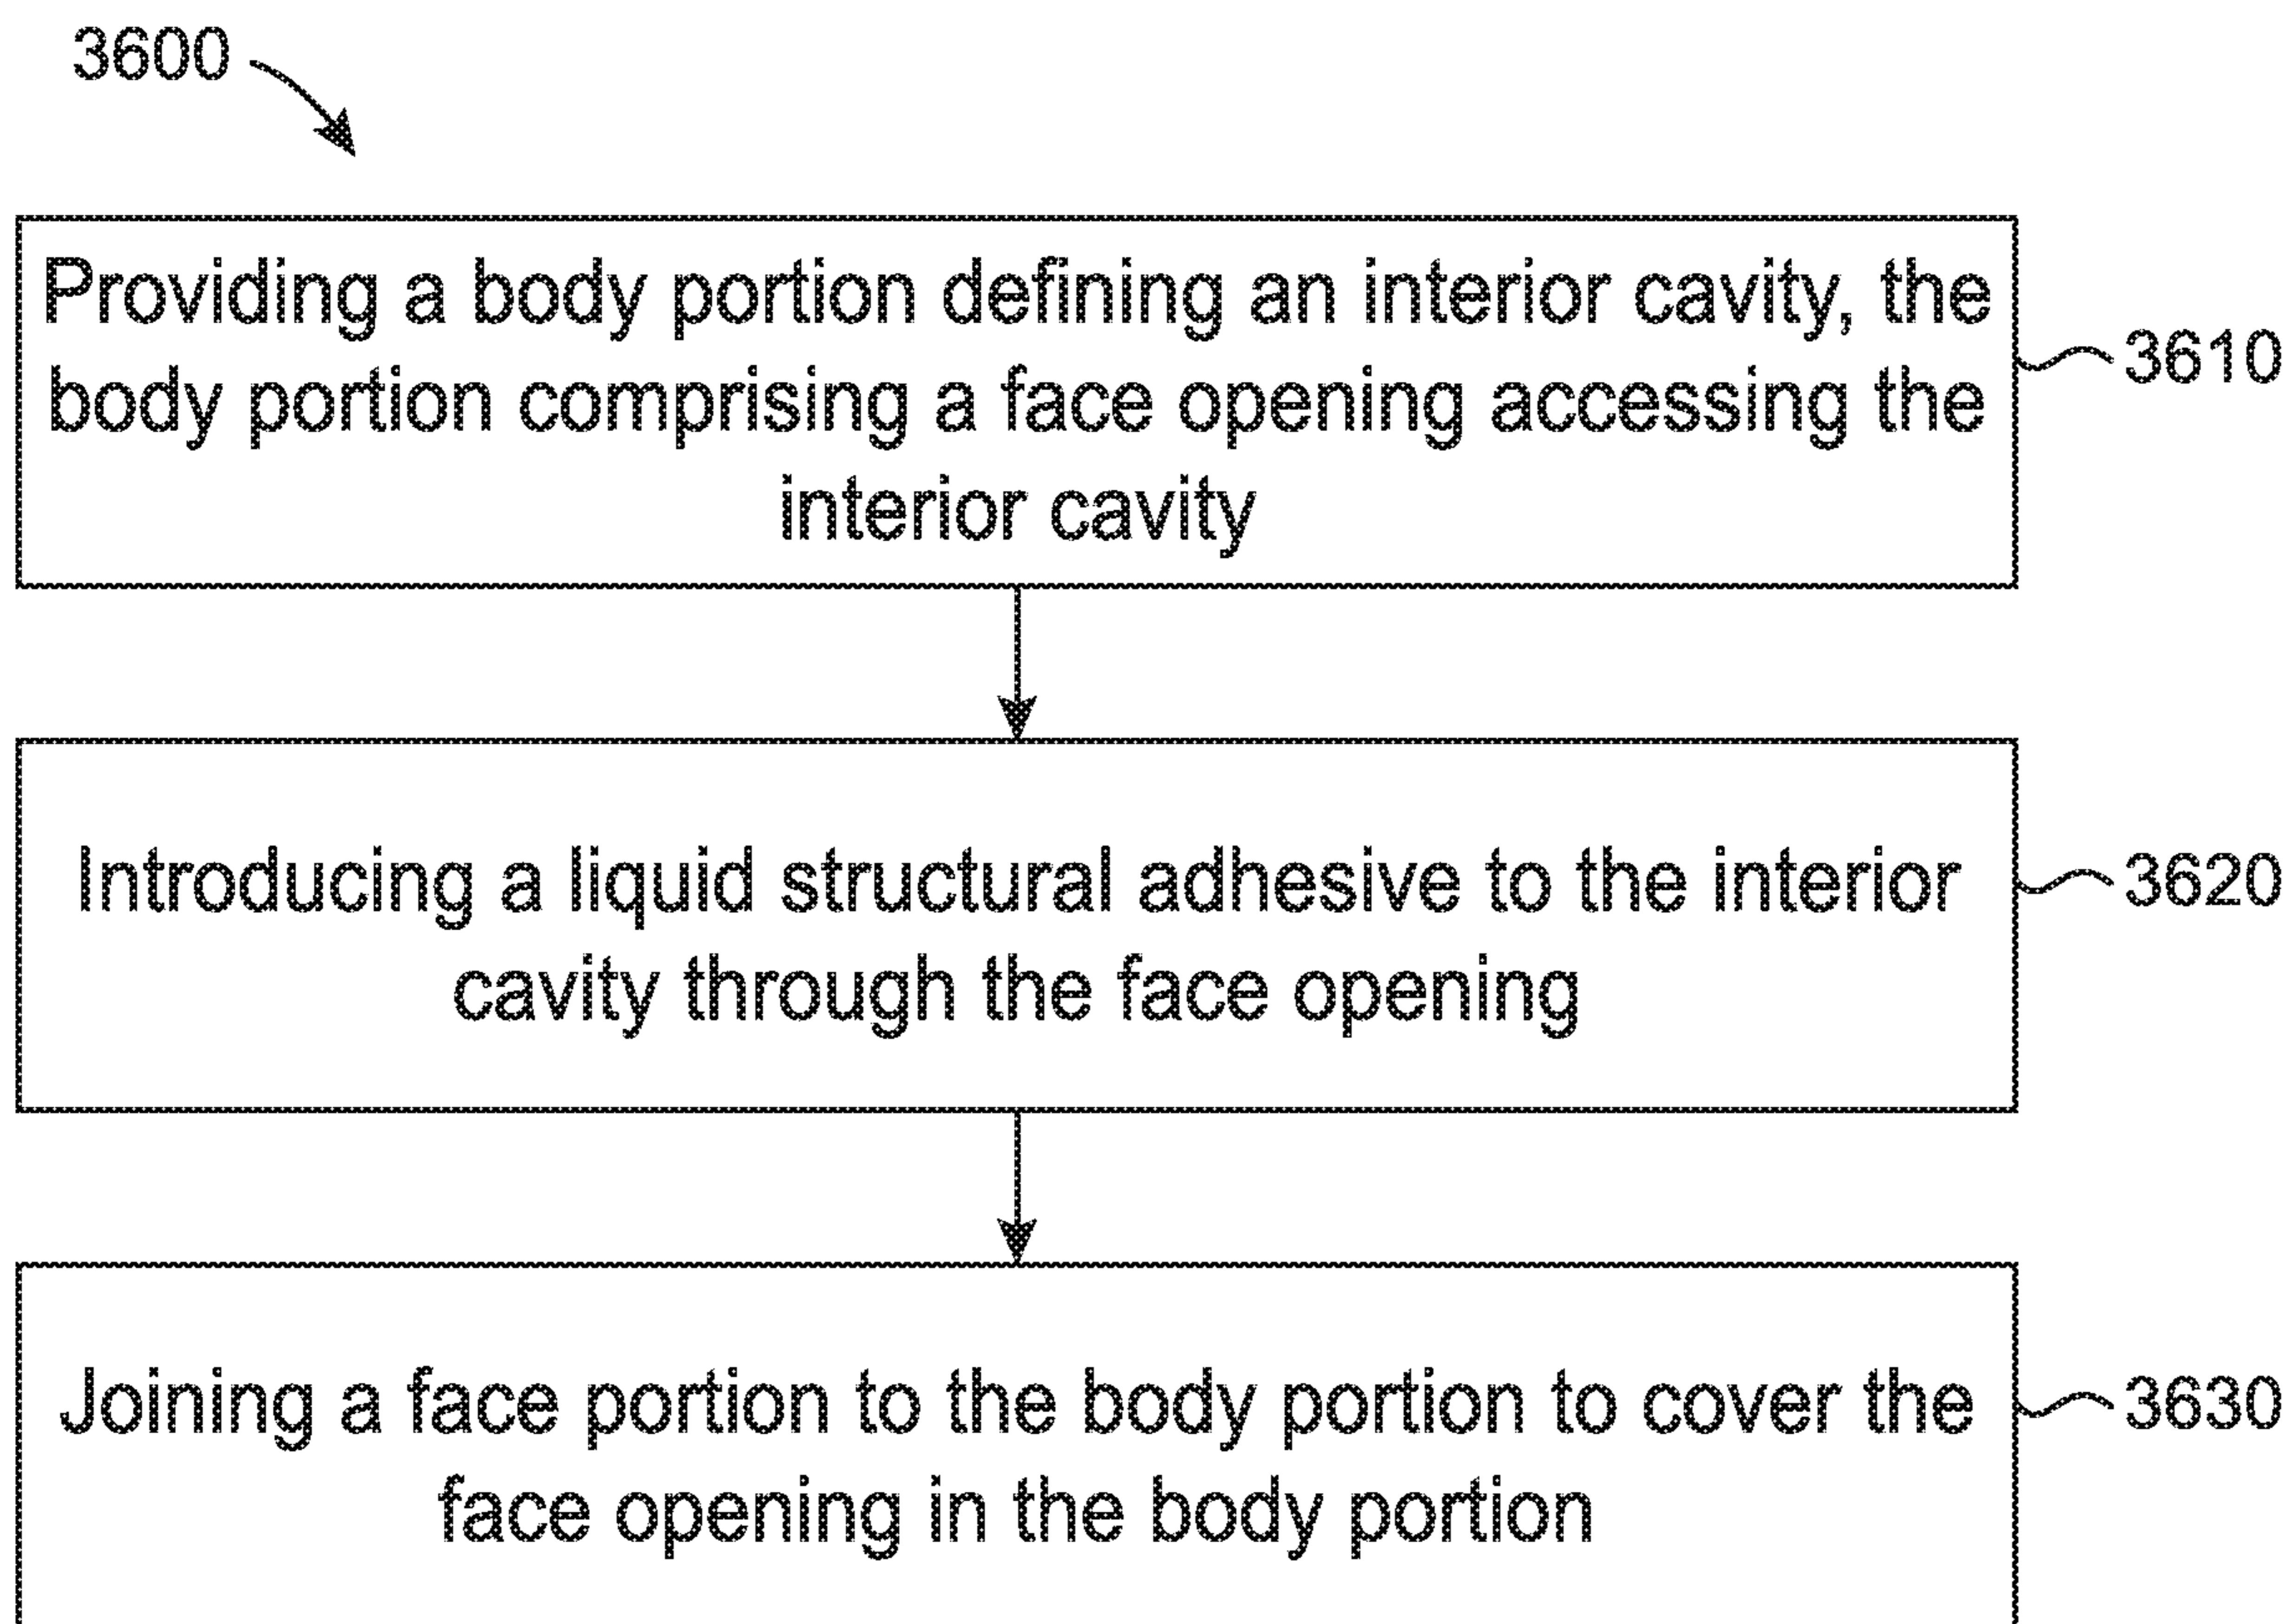 3600
Providing a body portion defining an interior cavity, the
body portion comprising a face opening accessing the
interior cavity
3610
Introducing a liquid structural adhesive to the interior
cavity through the face opening
3620
Joining a face portion to the body portion to cover the
face opening in the body portion
3630